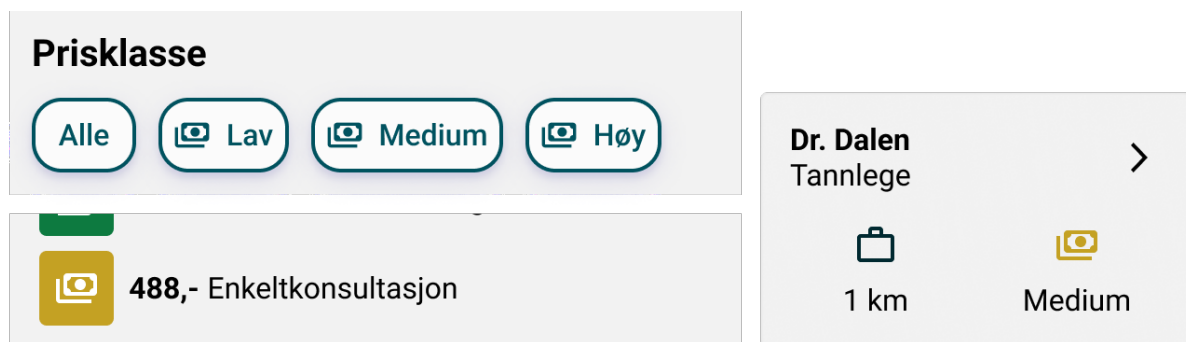 Prisklasse
Alle
Lav
Medium
Høy
488,- Enkeltkonsultasjon
Dr. Dalen
Tannlege
1 km
Medium